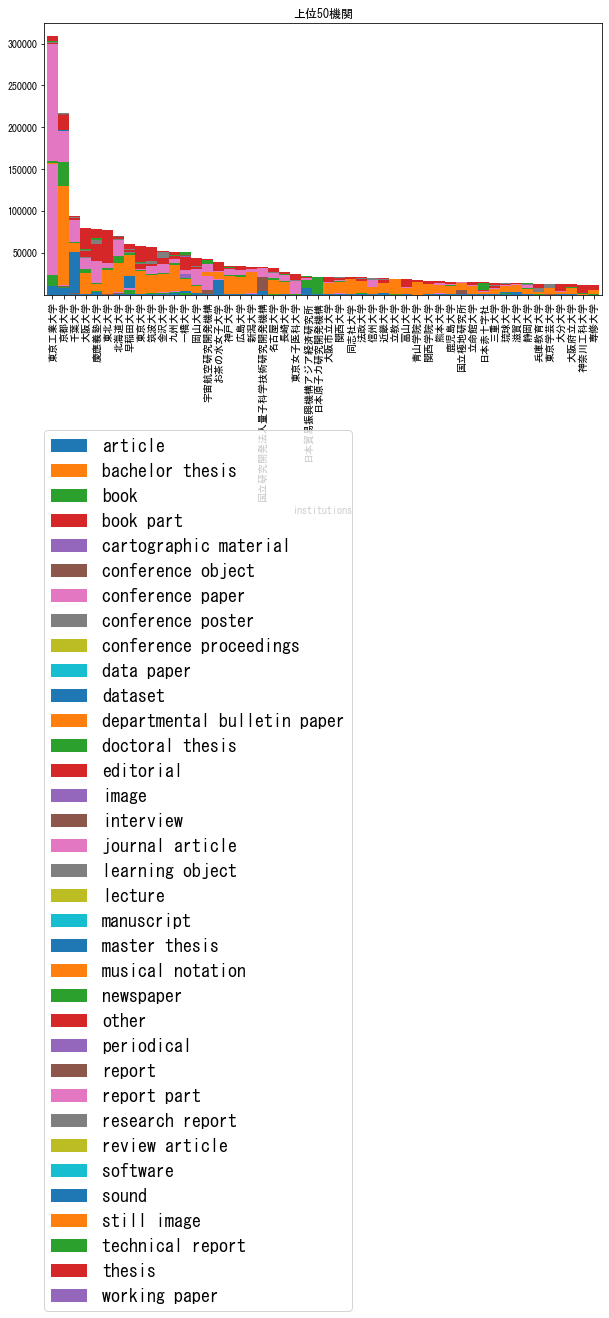 上位50機関
300000
250000
200000
150000
100000
50000
東京工業大学
京都大学
千葉大学
大阪大学
慶應義塾大学
東北大学
北海道大学
早稲田大学
東京大学
筑波大学
金沢大学
九州大学
一橋大学
岡山大学
宇宙航空研究開発機構
お茶の水女子大学
神戸大学
広島大学
新潟大学
国立研究開発法人量子科学技術研究開発機構
名古屋大学
長崎大学
東京女子医科大学
日本貿易振興機構アジア経済研究所
日本原子力研究開発機構
大阪市立大学
関西大学
同志社大学
法政大学
信州大学
近畿大学
立教大学
富山大学
青山学院大学
関西学院大学
熊本大学
鹿児島大学
国立極地研究所
立命館大学
日本赤十字社
三重大学
琉球大学
滋賀大学
静岡大学
兵庫教育大学
東京学芸大学
大分大学
大阪府立大学
神奈川工科大学
専修大学
institutions
article
bachelor thesis
book
book part
cartographic material
conference object
conference paper
conference poster
conference proceedings
data paper
dataset
departmental bulletin paper
doctoral thesis
editorial
image
interview
journal article
learning object
lecture
manuscript
master thesis
musical notation
newspaper
other
periodical
report
report part
research report
review article
software
sound
still image
technical report
thesis
working paper